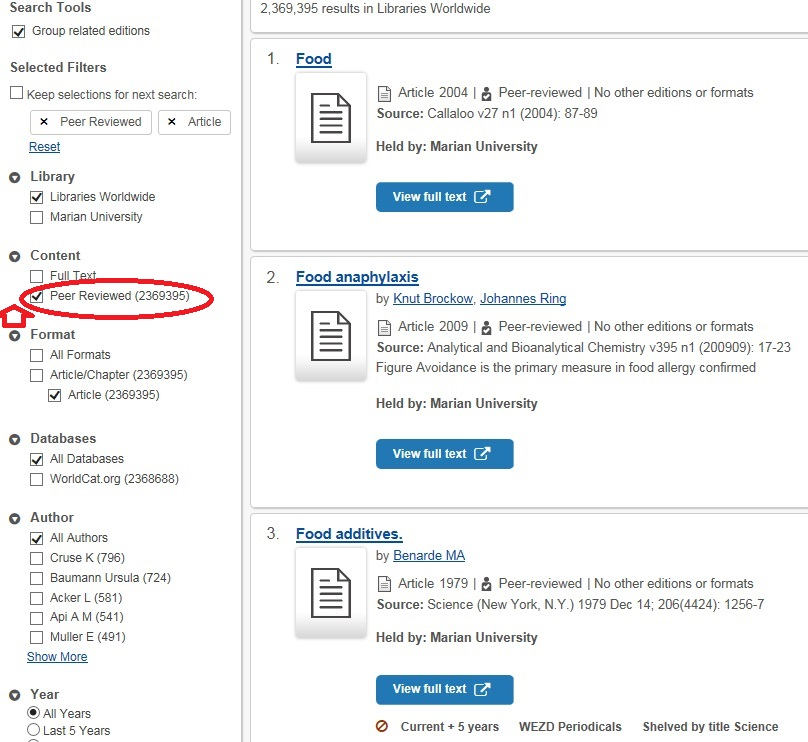 Search Tools
Group related editions
Selected Filters
Keep selections for next search:
× Peer Reviewed × Article
Reset
Library
Libraries Worldwide
Marian University
Content
Full Text
Peer Reviewed (2369395)
Format
All Formats
Article/Chapter (2369395)
Article (2369395)
Databases
All Databases
WorldCat.org (2368688)
Author
All Authors
Cruse K (796)
Baumann Ursula (724)
Acker L (581)
Api A M (541)
Muller E (491)
Show More
Year
All Years
Last 5 Years
2,369,395 results in Libraries Worldwide
1. Food
Article 2004 | Peer-reviewed | No other editions or formats
Source: Callaloo v27 n1 (2004): 87-89
Held by: Marian University
View full text
2. Food anaphylaxis
by Knut Brockow, Johannes Ring
Article 2009 | Peer-reviewed | No other editions or formats
Source: Analytical and Bioanalytical Chemistry v395 n1 (200909): 17-23
Figure Avoidance is the primary measure in food allergy confirmed
Held by: Marian University
View full text
3. Food additives.
by Benarde MA
Article 1979 | Peer-reviewed | No other editions or formats
Source: Science (New York, N.Y.) 1979 Dec 14; 206(4424): 1256-7
Held by: Marian University
View full text
Current + 5 years WEZD Periodicals Shelved by title Science